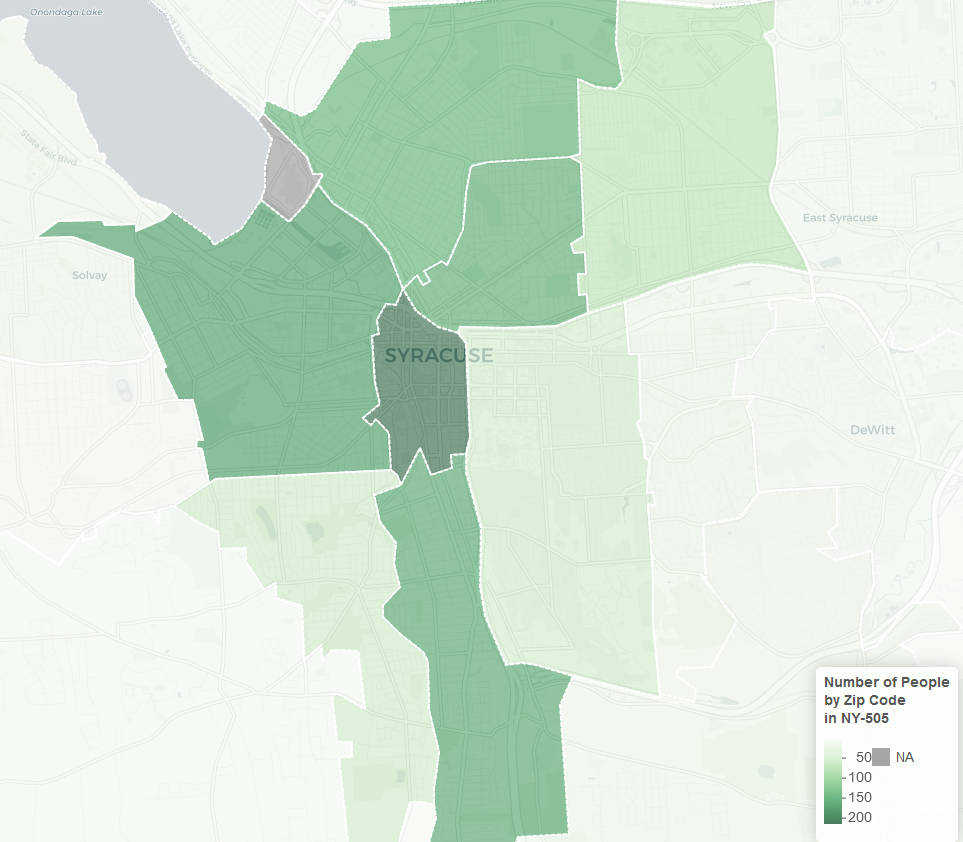 Onondaga Lake
State Fair Blvd
East Syracuse
Solvay
SYRACUSE
DeWitt
Number of People
by Zip Code
in NY-505
50
NA
100
150
200